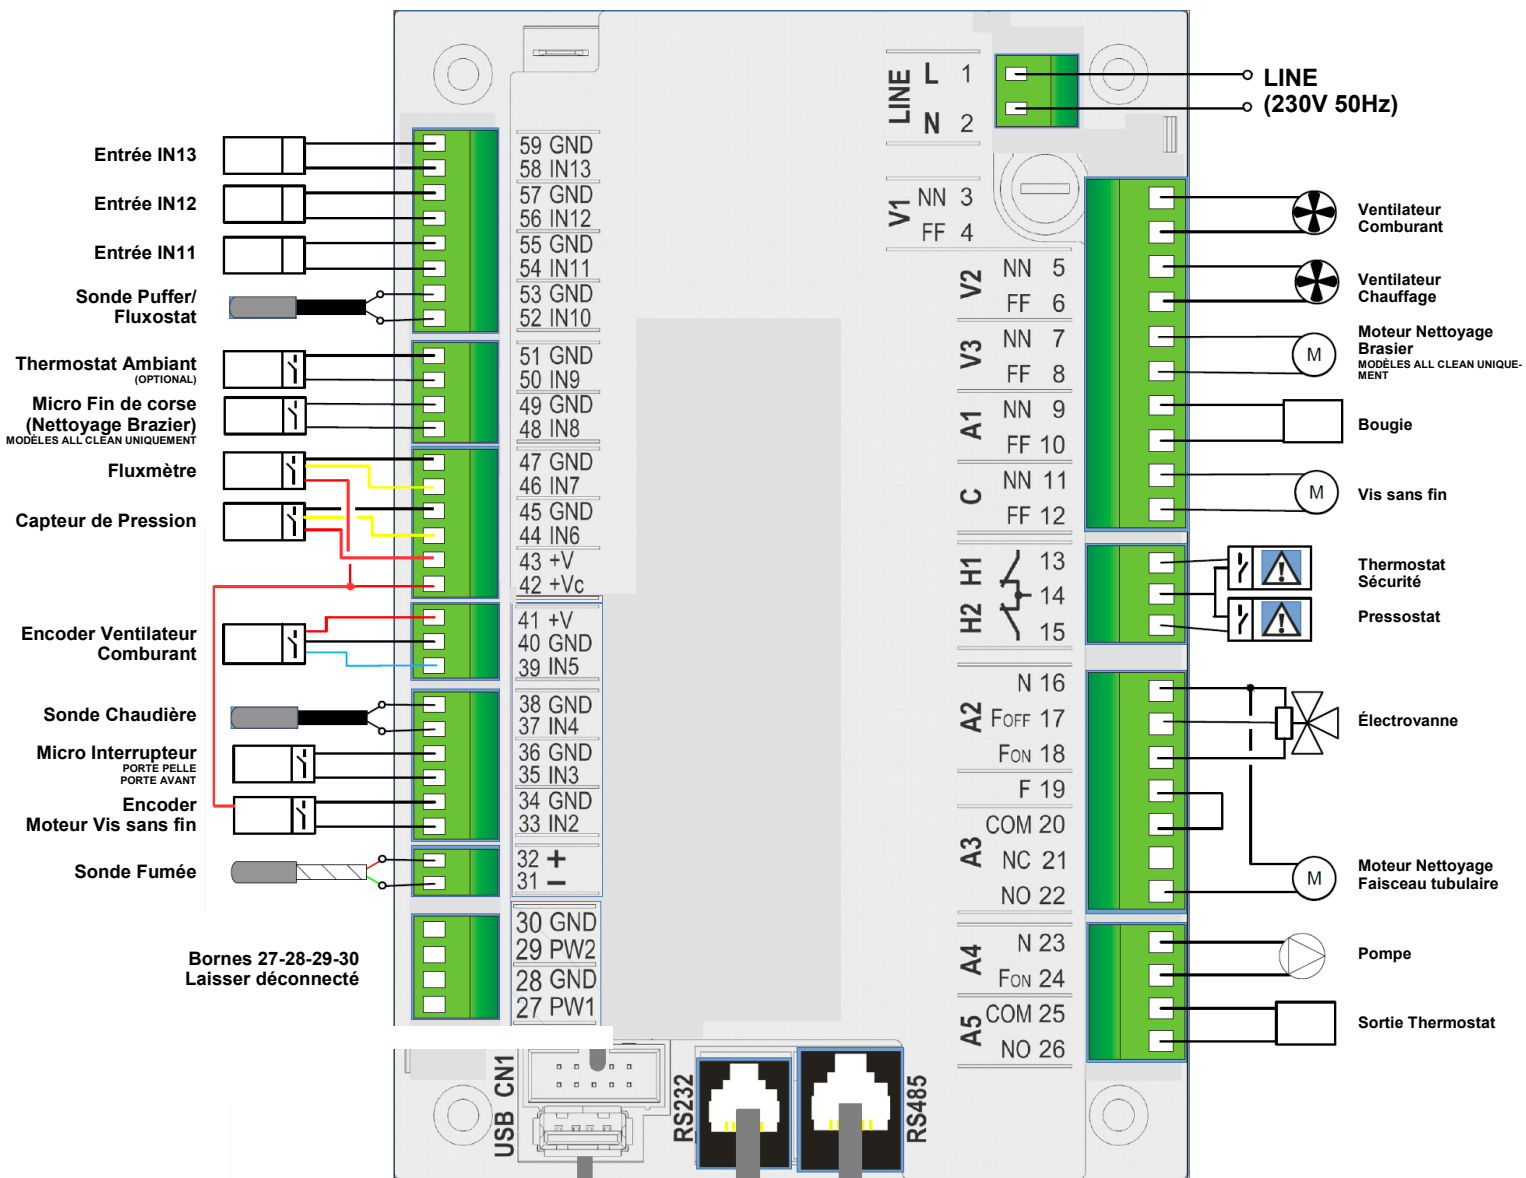 Entrée IN13
Entrée IN12
Entrée IN11
Sonde Puffer/
Fluxostat
Thermostat Ambiant
(OPTIONAL)
Micro Fin de corse
(Nettoyage Brazier)
MODÈLES ALL CLEAN UNIQUEMENT
Fluxmètre
Capteur de Pression
Encoder Ventilateur
Comburant
Sonde Chaudière
Micro Interrupteur
PORTE PELLE
PORTE AVANT
Encoder
Moteur Vis sans fin
Sonde Fumée
Bornes 27-28-29-30
Laisser déconnecté
59 GND
58 IN13
57 GND
56 IN12
55 GND
54 IN11
53 GND
52 IN10
51 GND
50 IN9
49 GND
48 IN8
47 GND
46 IN7
45 GND
44 IN6
43 +V
42 +Vc
41 +V
40 GND
39 IN5
38 GND
37 IN4
36 GND
35 IN3
34 GND
33 IN2
32 +
31 −
30 GND
29 PW2
28 GND
27 PW1
USB CN1
RS232
RS485
LINE
L 1
N 2
V1
NN 3
FF 4
V2
NN 5
FF 6
V3
NN 7
FF 8
A1
NN 9
FF 10
C
NN 11
FF 12
H1
H2
13
14
15
A2
N 16
FOFF 17
FON 18
F 19
A3
COM 20
NC 21
NO 22
A4
N 23
FON 24
A5
COM 25
NO 26
LINE
(230V 50Hz)
Ventilateur
Comburant
Ventilateur
Chauffage
M
Moteur Nettoyage
Brasier
MODÈLES ALL CLEAN UNIQUE-
MENT
Bougie
M
Vis sans fin
Thermostat
Sécurité
Pressostat
Électrovanne
M
Moteur Nettoyage
Faisceau tubulaire
Pompe
Sortie Thermostat